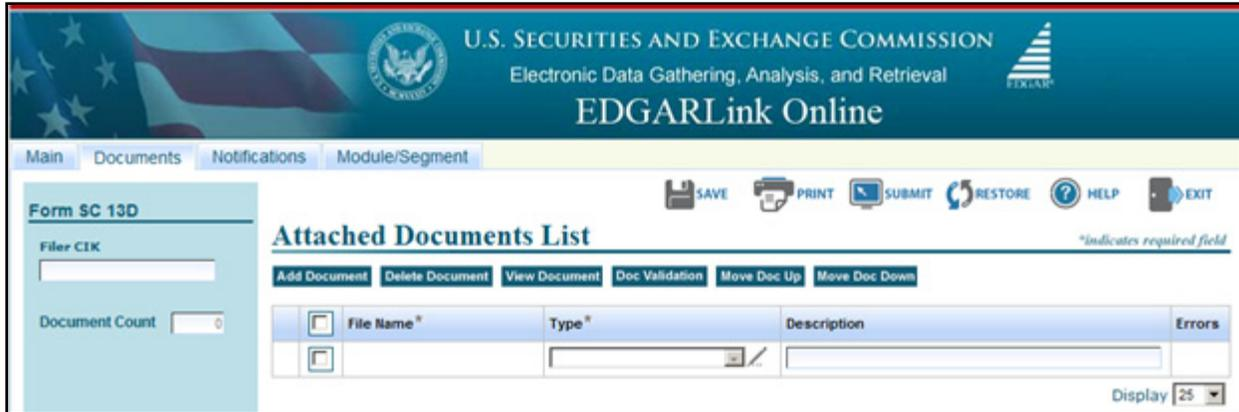 U.S. SECURITIES AND EXCHANGE COMMISSION
Electronic Data Gathering, Analysis, and Retrieval
EDGARLink Online
EDGAR®
Main Documents Notifications Module/Segment
SAVE PRINT SUBMIT RESTORE HELP EXIT
Form SC 13D
Filer CIK
Document Count 0
Attached Documents List
*indicates required field
Add Document Delete Document View Document Doc Validation Move Doc Up Move Doc Down
File Name* Type* Description Errors
Display 25